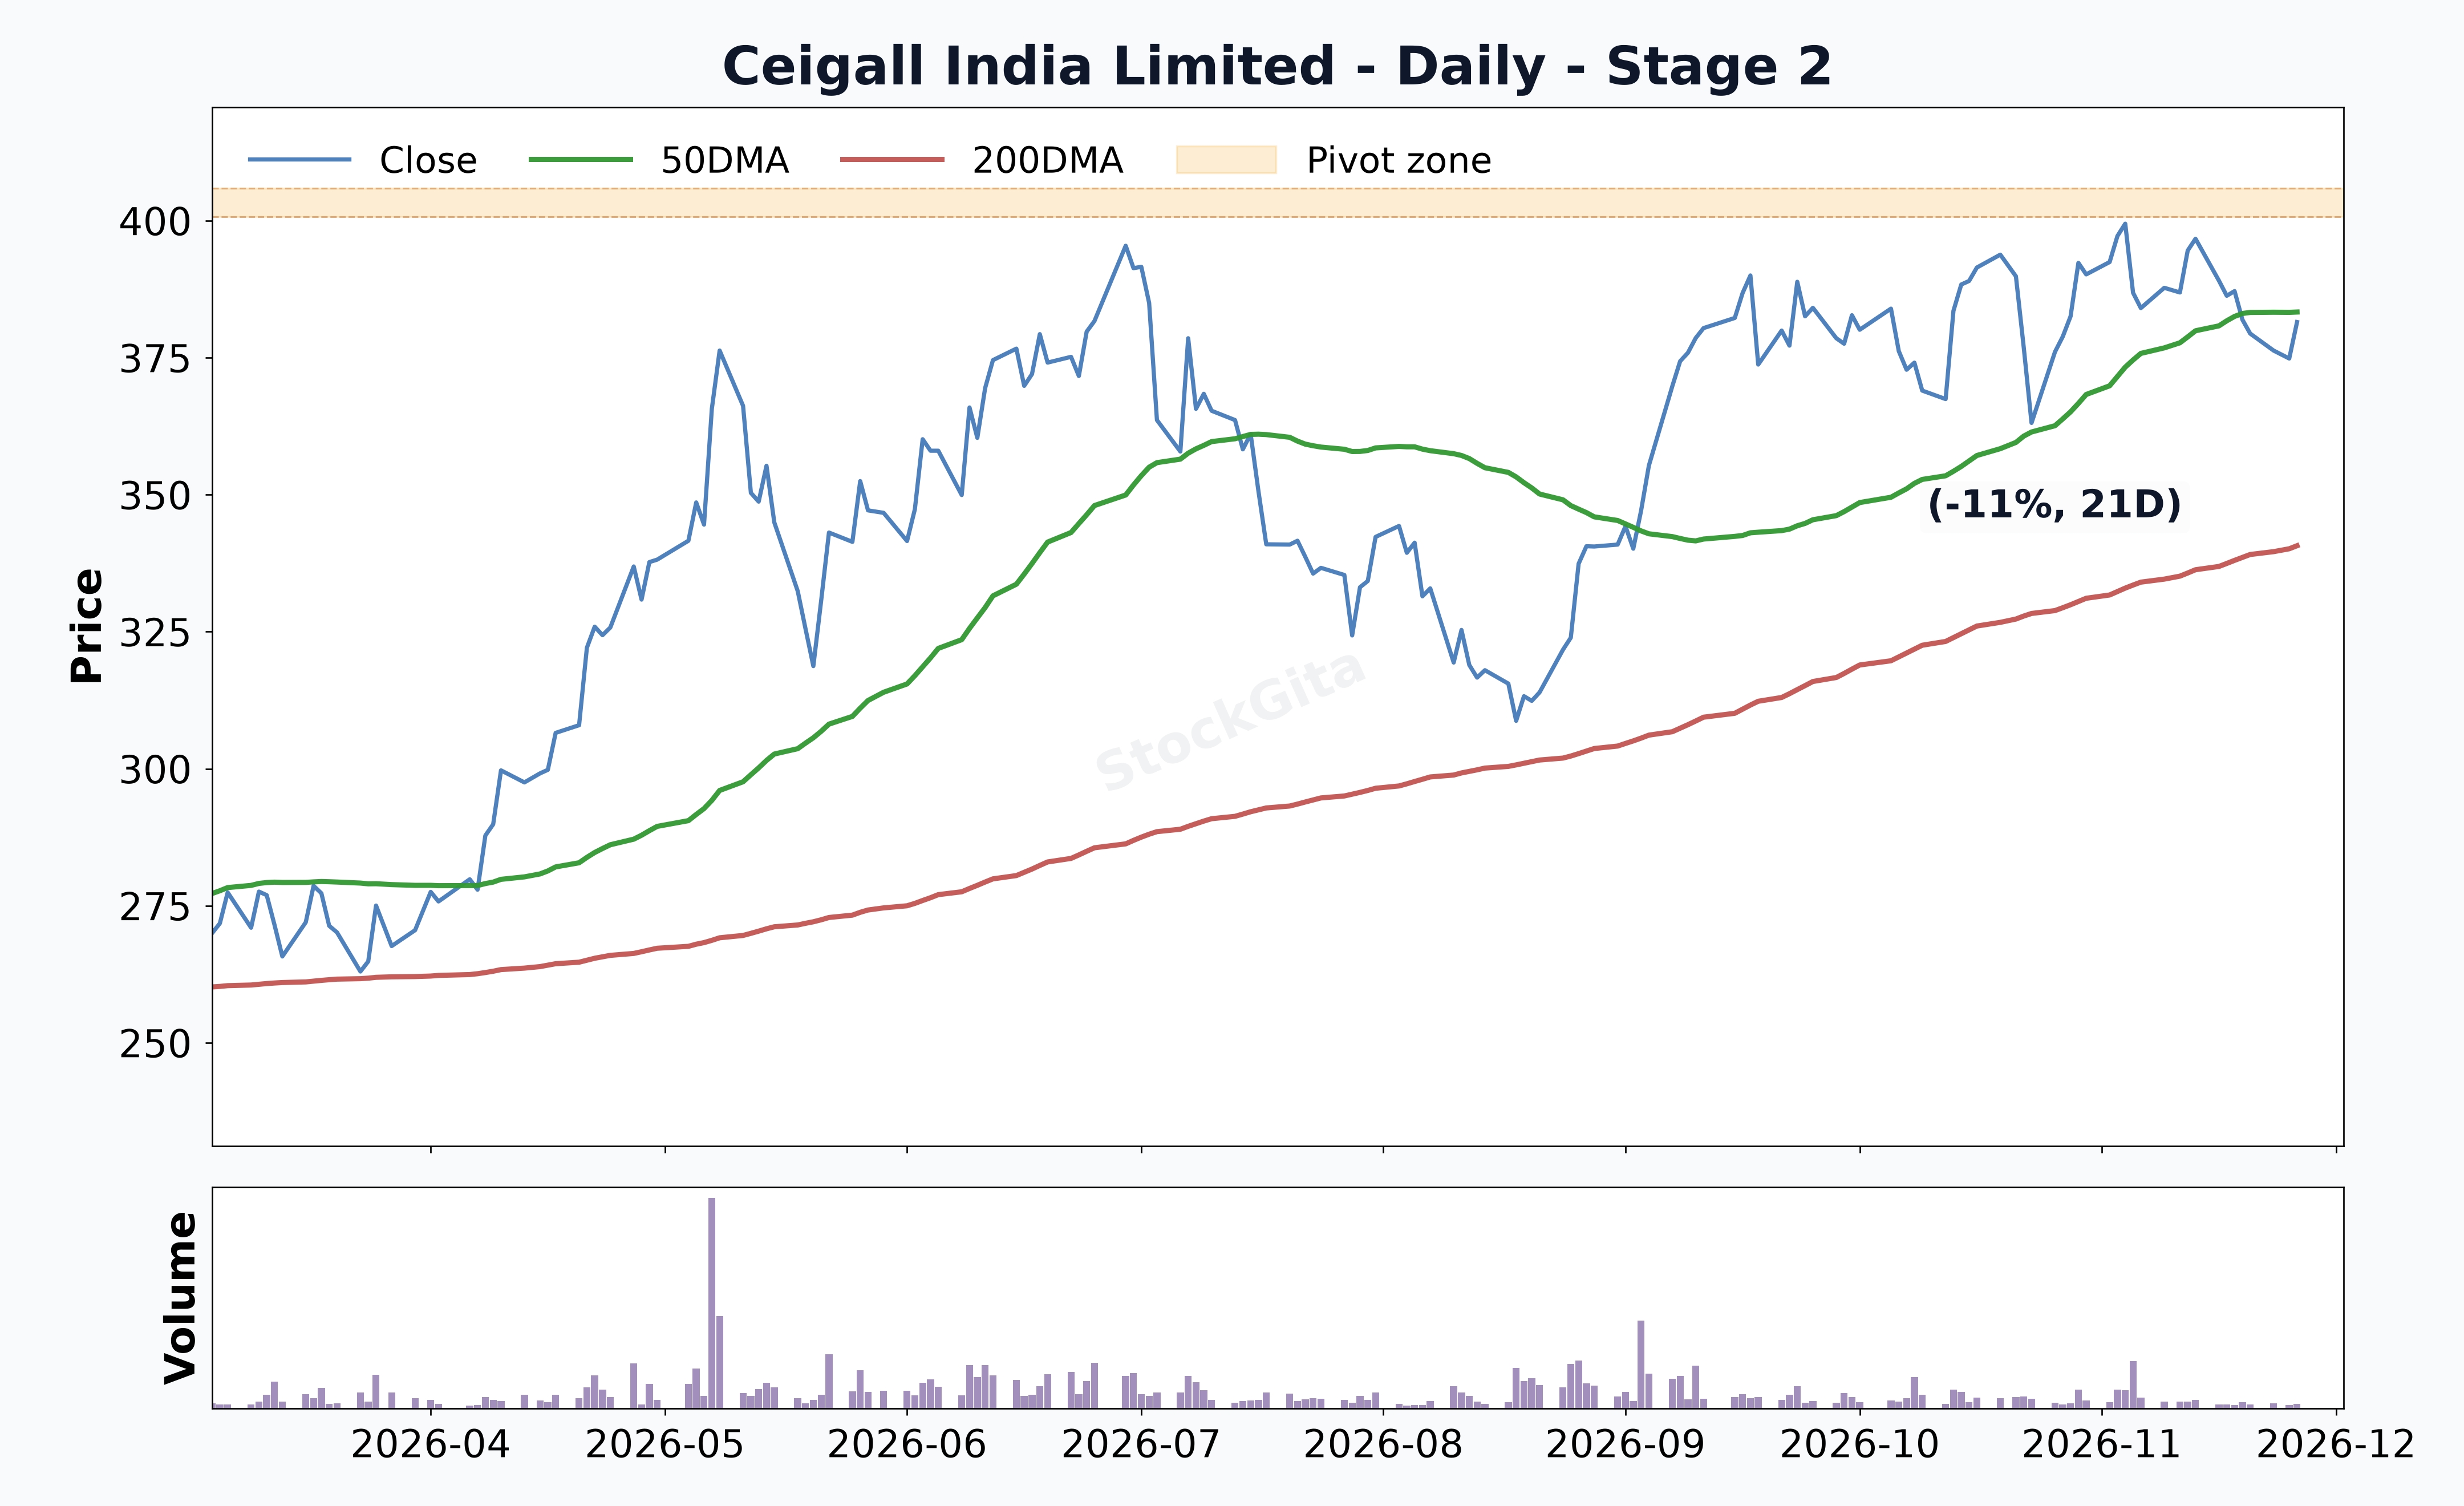 Ceigall India Limited - Daily - Stage 2
Close 50DMA 200DMA Pivot zone
400
375
350
325
300
275
250
Price
(-11%, 21D)
StockGita
Volume
2026-04 2026-05 2026-06 2026-07 2026-08 2026-09 2026-10 2026-11 2026-12